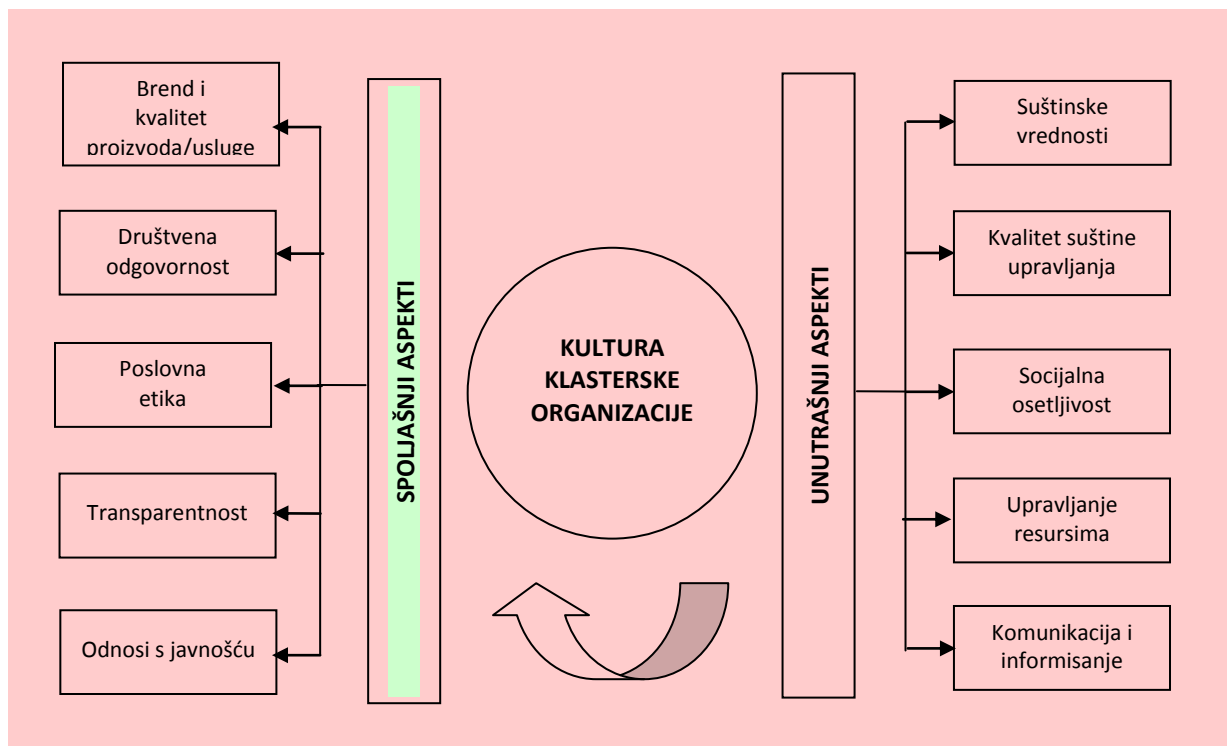 Brend i
kvalitet
proizvoda/usluge
Društvena
odgovornost
Poslovna
etika
Transparentnost
Odnosi s javnošću
SPOLJAŠNJI ASPEKTI
KULTURA
KLASTERSKE
ORGANIZACIJE
UNUTRAŠNJI ASPEKTI
Suštinske
vrednosti
Kvalitet suštine
upravljanja
Socijalna
osetljivost
Upravljanje
resursima
Komunikacija i
informisanje